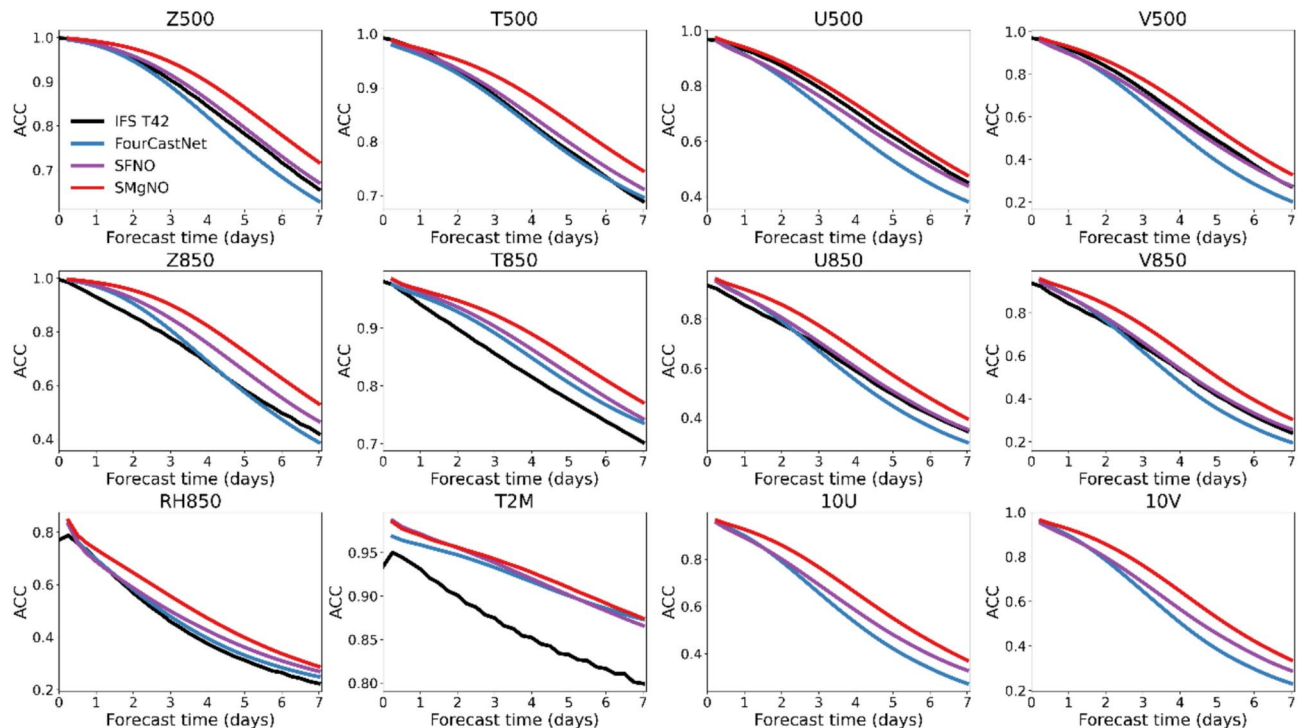 Z500
T500
U500
V500
1.0
0.9
0.8
0.7
ACC
IFS T42
FourCastNet
SFNO
SMgNO
0 1 2 3 4 5 6 7
Forecast time (days)
1.0
0.9
0.8
0.7
ACC
0 1 2 3 4 5 6 7
Forecast time (days)
1.0
0.8
0.6
0.4
ACC
0 1 2 3 4 5 6 7
Forecast time (days)
1.0
0.8
0.6
0.4
0.2
ACC
0 1 2 3 4 5 6 7
Forecast time (days)
Z850
T850
U850
V850
1.0
0.8
0.6
0.4
ACC
0 1 2 3 4 5 6 7
Forecast time (days)
0.9
0.8
0.7
ACC
0 1 2 3 4 5 6 7
Forecast time (days)
0.8
0.6
0.4
ACC
0 1 2 3 4 5 6 7
Forecast time (days)
0.8
0.6
0.4
0.2
ACC
0 1 2 3 4 5 6 7
Forecast time (days)
RH850
T2M
10U
10V
0.8
0.6
0.4
0.2
ACC
0 1 2 3 4 5 6 7
Forecast time (days)
0.95
0.90
0.85
0.80
ACC
0 1 2 3 4 5 6 7
Forecast time (days)
0.8
0.6
0.4
ACC
0 1 2 3 4 5 6 7
Forecast time (days)
1.0
0.8
0.6
0.4
0.2
ACC
0 1 2 3 4 5 6 7
Forecast time (days)